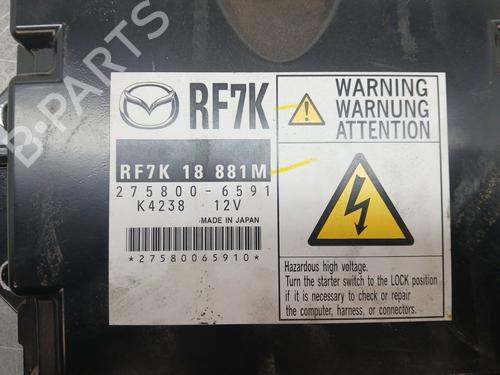 B-PARTS
RF7K
RF7K 18 881M
275800-6591
K4238 12V
MADE IN JAPAN
*27580065910*
WARNING
WARNUNG
ATTENTION
Hazardous high voltage.
Turn the starter switch to the LOCK position
if it is necessary to check or repair
the computer, harness, or connectors.